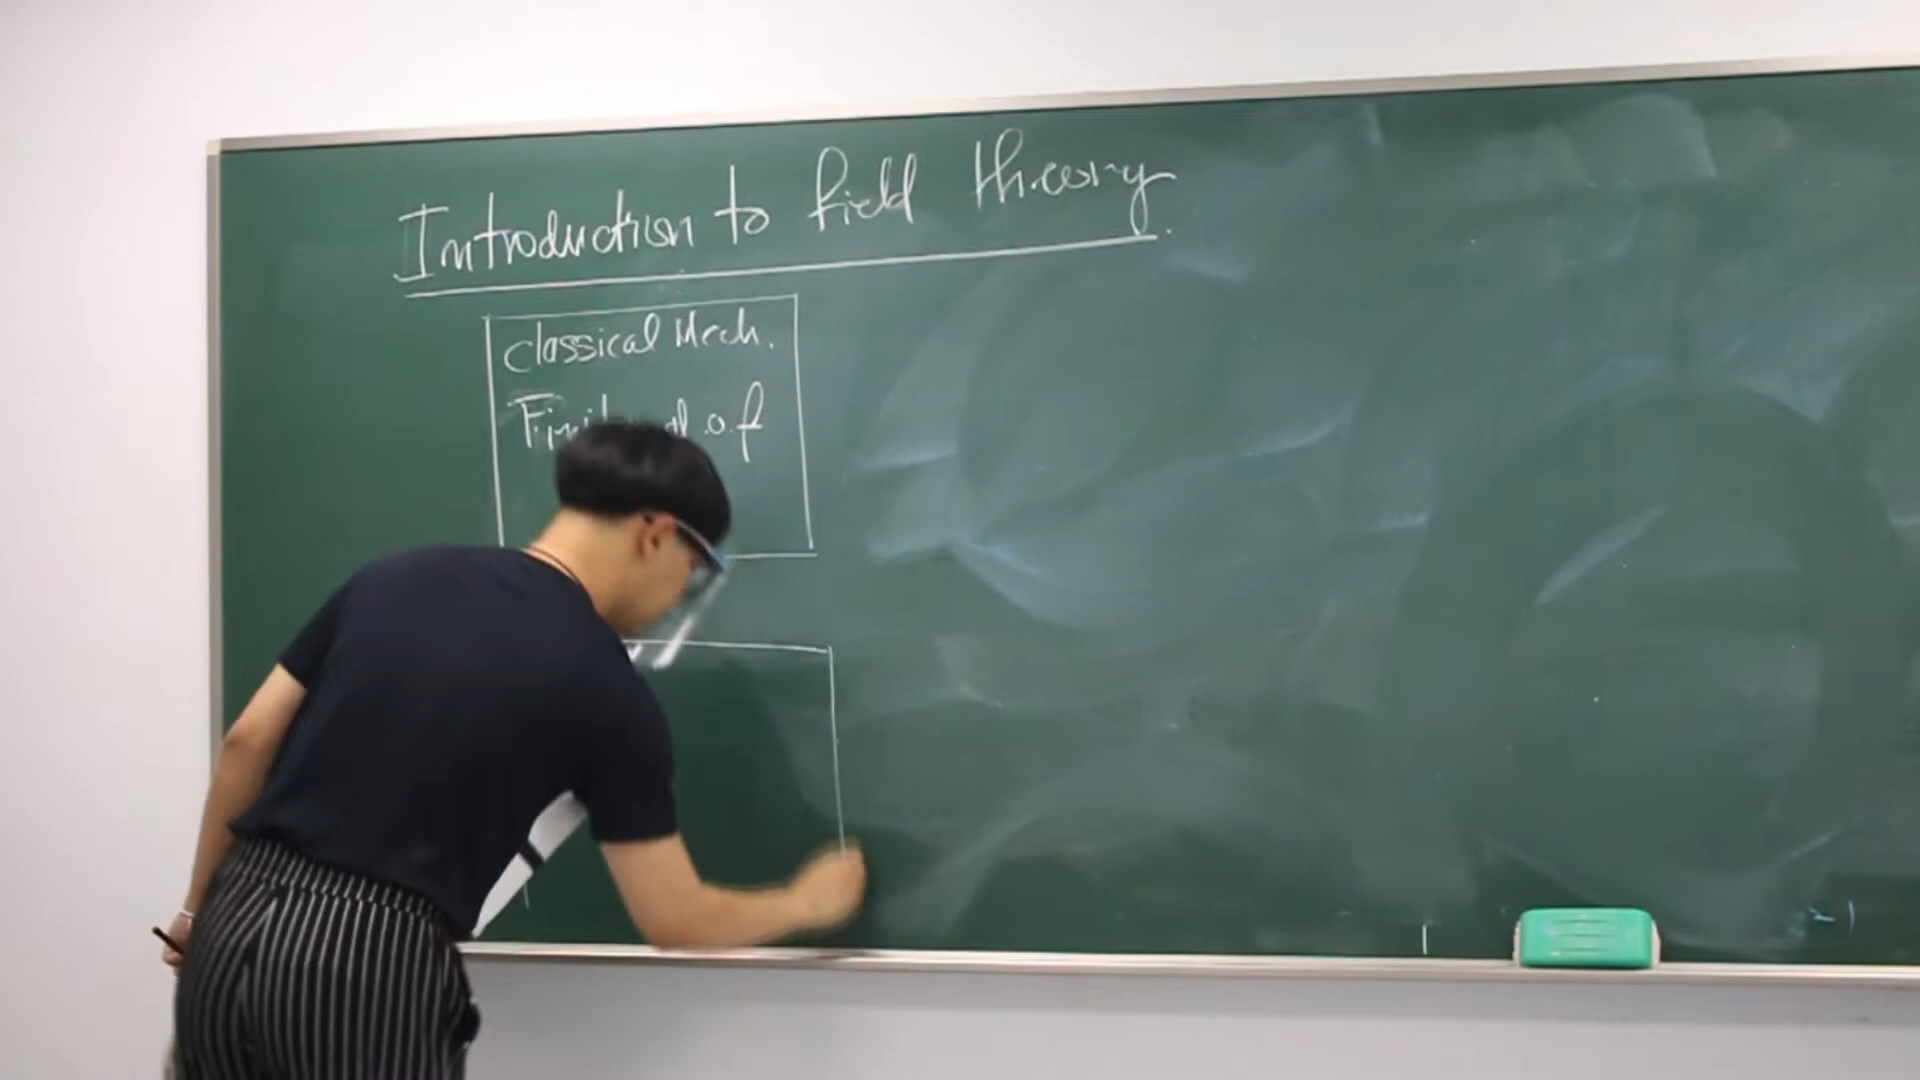 Introduction to field theory.
Classical Mech.
d.o.f